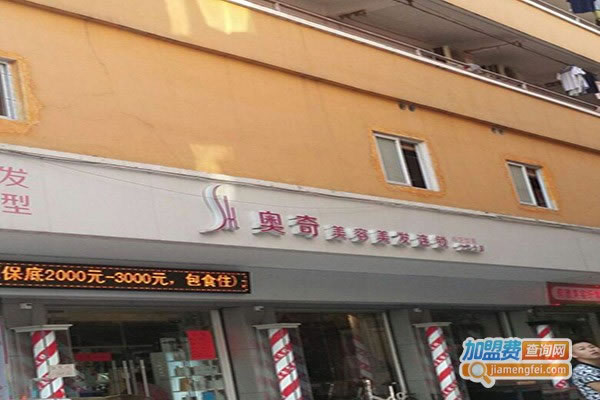 发
型
SH 奥奇 美容美发连锁
保底2000元-3000元，包食住）
加盟费查询网
jiamengfei.com